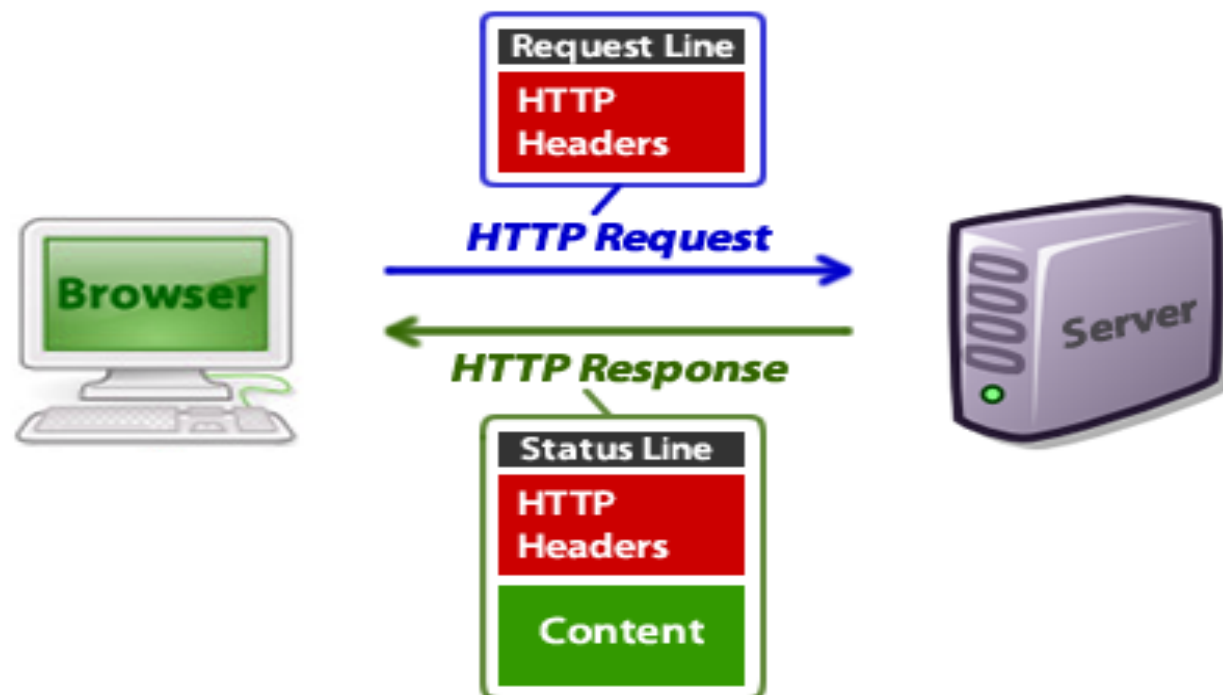 Request Line
HTTP
Headers
HTTP Request
Browser
Server
HTTP Response
Status Line
HTTP
Headers
Content